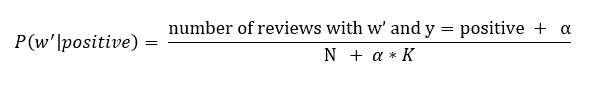 P(w'|positive) = number of reviews with w’ and y = positive + α
N + α * K